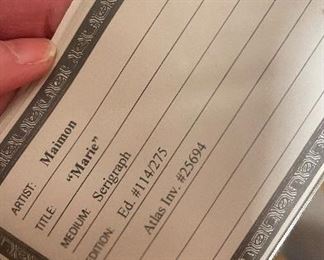 ARTIST: Maimon
TITLE: "Marie"
MEDIUM: Serigraph
EDITION: Ed. #114/275
Atlas Inv. #25694